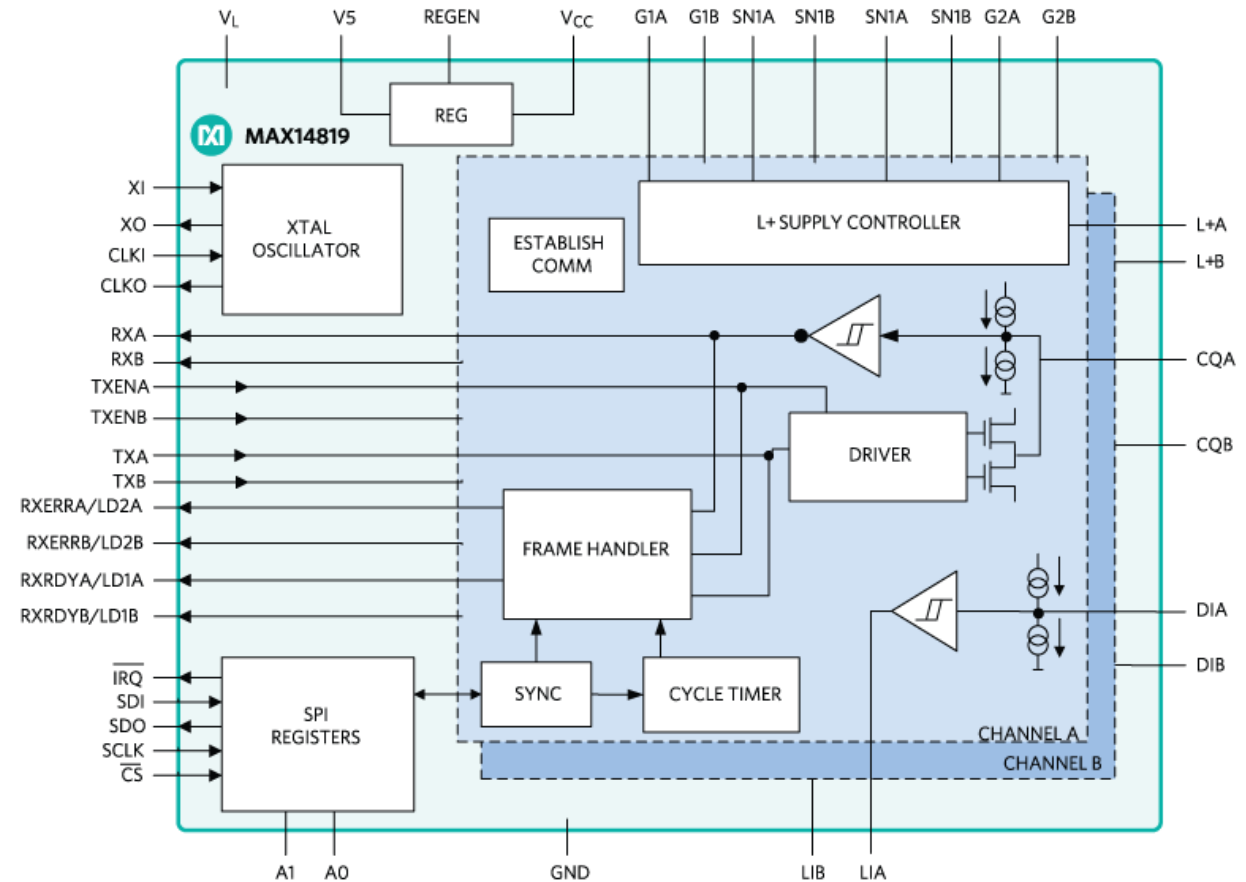 VL V5 REGEN VCC G1A G1B SN1A SN1B SN1A SN1B G2A G2B
REG
MAX14819
XI
XO
CLKI
CLKO
XTAL
OSCILLATOR
ESTABLISH
COMM
L+ SUPPLY CONTROLLER
L+A
L+B
RXA
RXB
TXENA
TXENB
TXA
TXB
CQA
CQB
DRIVER
RXERRA/LD2A
RXERRB/LD2B
RXRDYA/LD1A
RXRDYB/LD1B
FRAME HANDLER
DIA
DIB
IRQ
SDI
SDO
SCLK
CS
SPI
REGISTERS
SYNC
CYCLE TIMER
CHANNEL A
CHANNEL B
A1 A0 GND LIB LIA